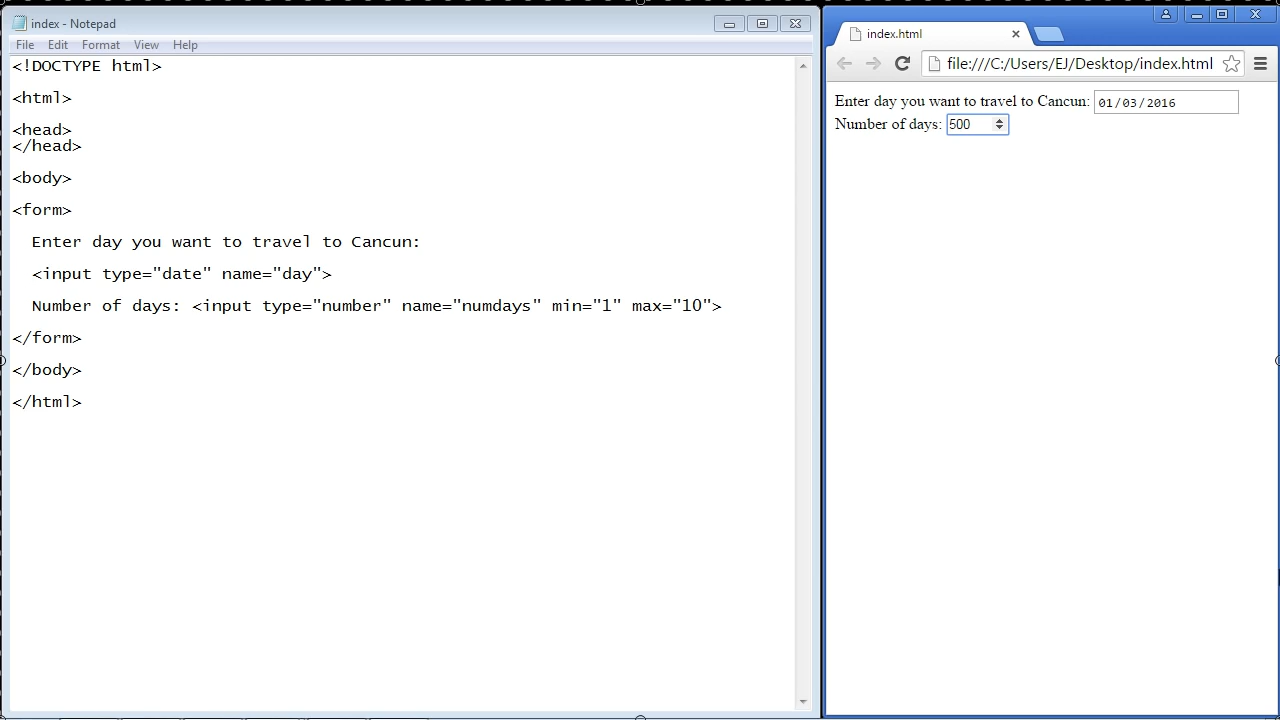 index - Notepad
File Edit Format View Help
<!DOCTYPE html>
<html>
<head>
</head>
<body>
<form>
Enter day you want to travel to Cancun:
<input type="date" name="day">
Number of days: <input type="number" name="numdays" min="1" max="10">
</form>
</body>
</html>
index.html
file:///C:/Users/EJ/Desktop/index.html
Enter day you want to travel to Cancun: 01/03/2016
Number of days: 500